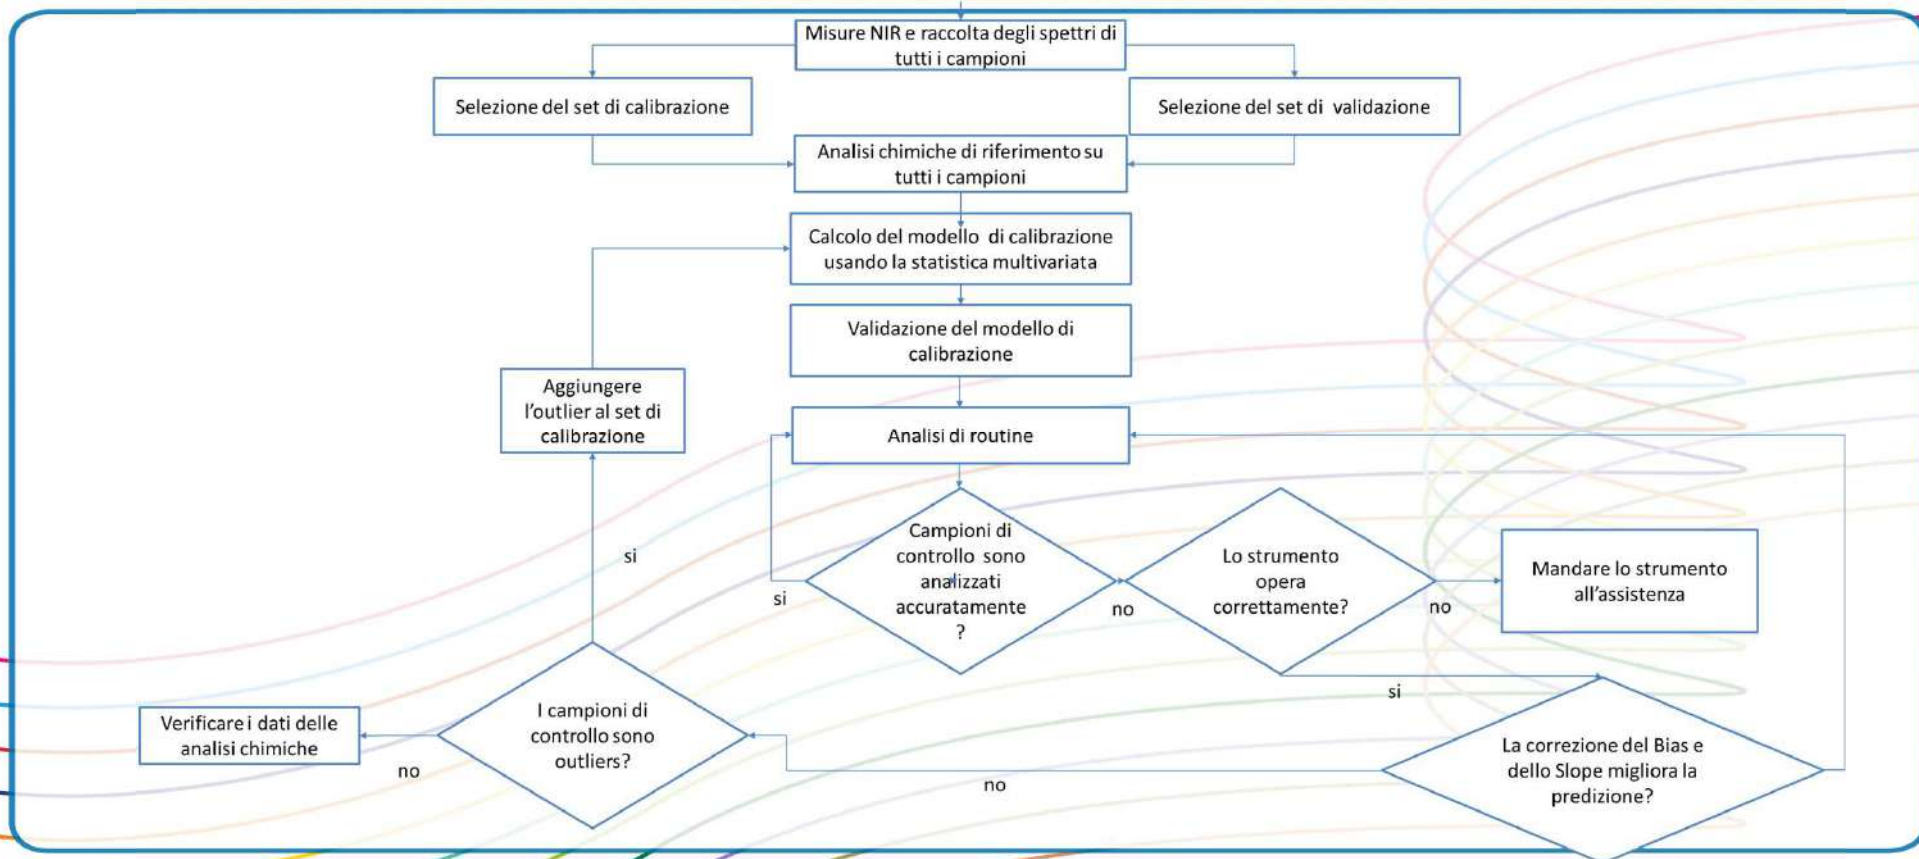 Misure NIR e raccolta degli spettri di
tutti i campioni
Selezione del set di calibrazione
Selezione del set di validazione
Analisi chimiche di riferimento su
tutti i campioni
Calcolo del modello di calibrazione
usando la statistica multivariata
Validazione del modello di
calibrazione
Aggiungere
l'outlier al set di
calibrazione
Analisi di routine
Campioni di
controllo sono
analizzati
accuratamente
?
si
no
Lo strumento
opera
correttamente?
no
Mandare lo strumento
all'assistenza
si
si
La correzione del Bias e
dello Slope migliora la
predizione?
no
I campioni di
controllo sono
outliers?
no
Verificare i dati delle
analisi chimiche